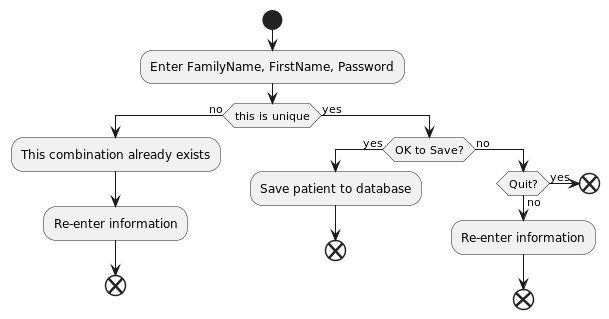 Enter FamilyName, FirstName, Password
no
this is unique
yes
This combination already exists
Re-enter information
yes
OK to Save?
no
Save patient to database
Quit?
yes
no
Re-enter information